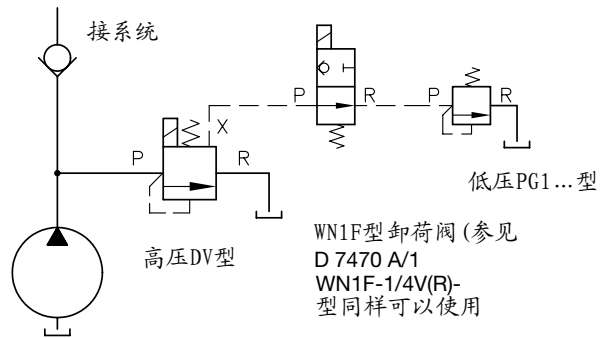 接系统
P
R
P
R
X
P
R
高压DV型
低压PG1...型
WN1F型卸荷阀(参见
D 7470 A/1
WN1F-1/4V(R)-
型同样可以使用